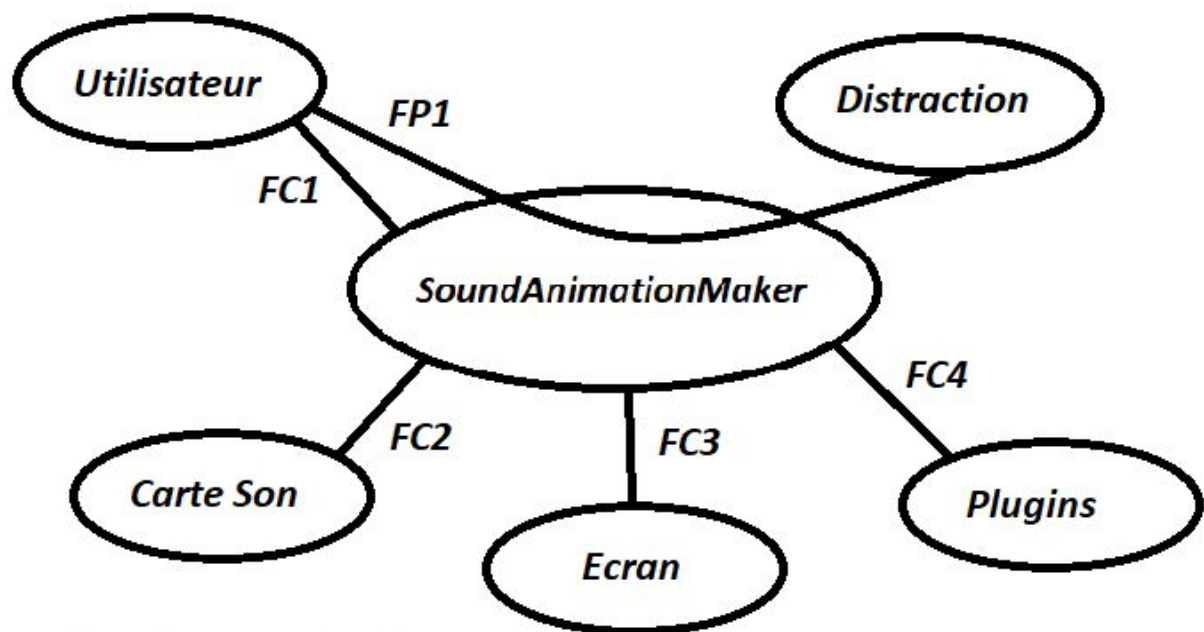 Utilisateur
Distraction
FP1
FC1
SoundAnimationMaker
FC4
FC2
FC3
Carte Son
Plugins
Ecran